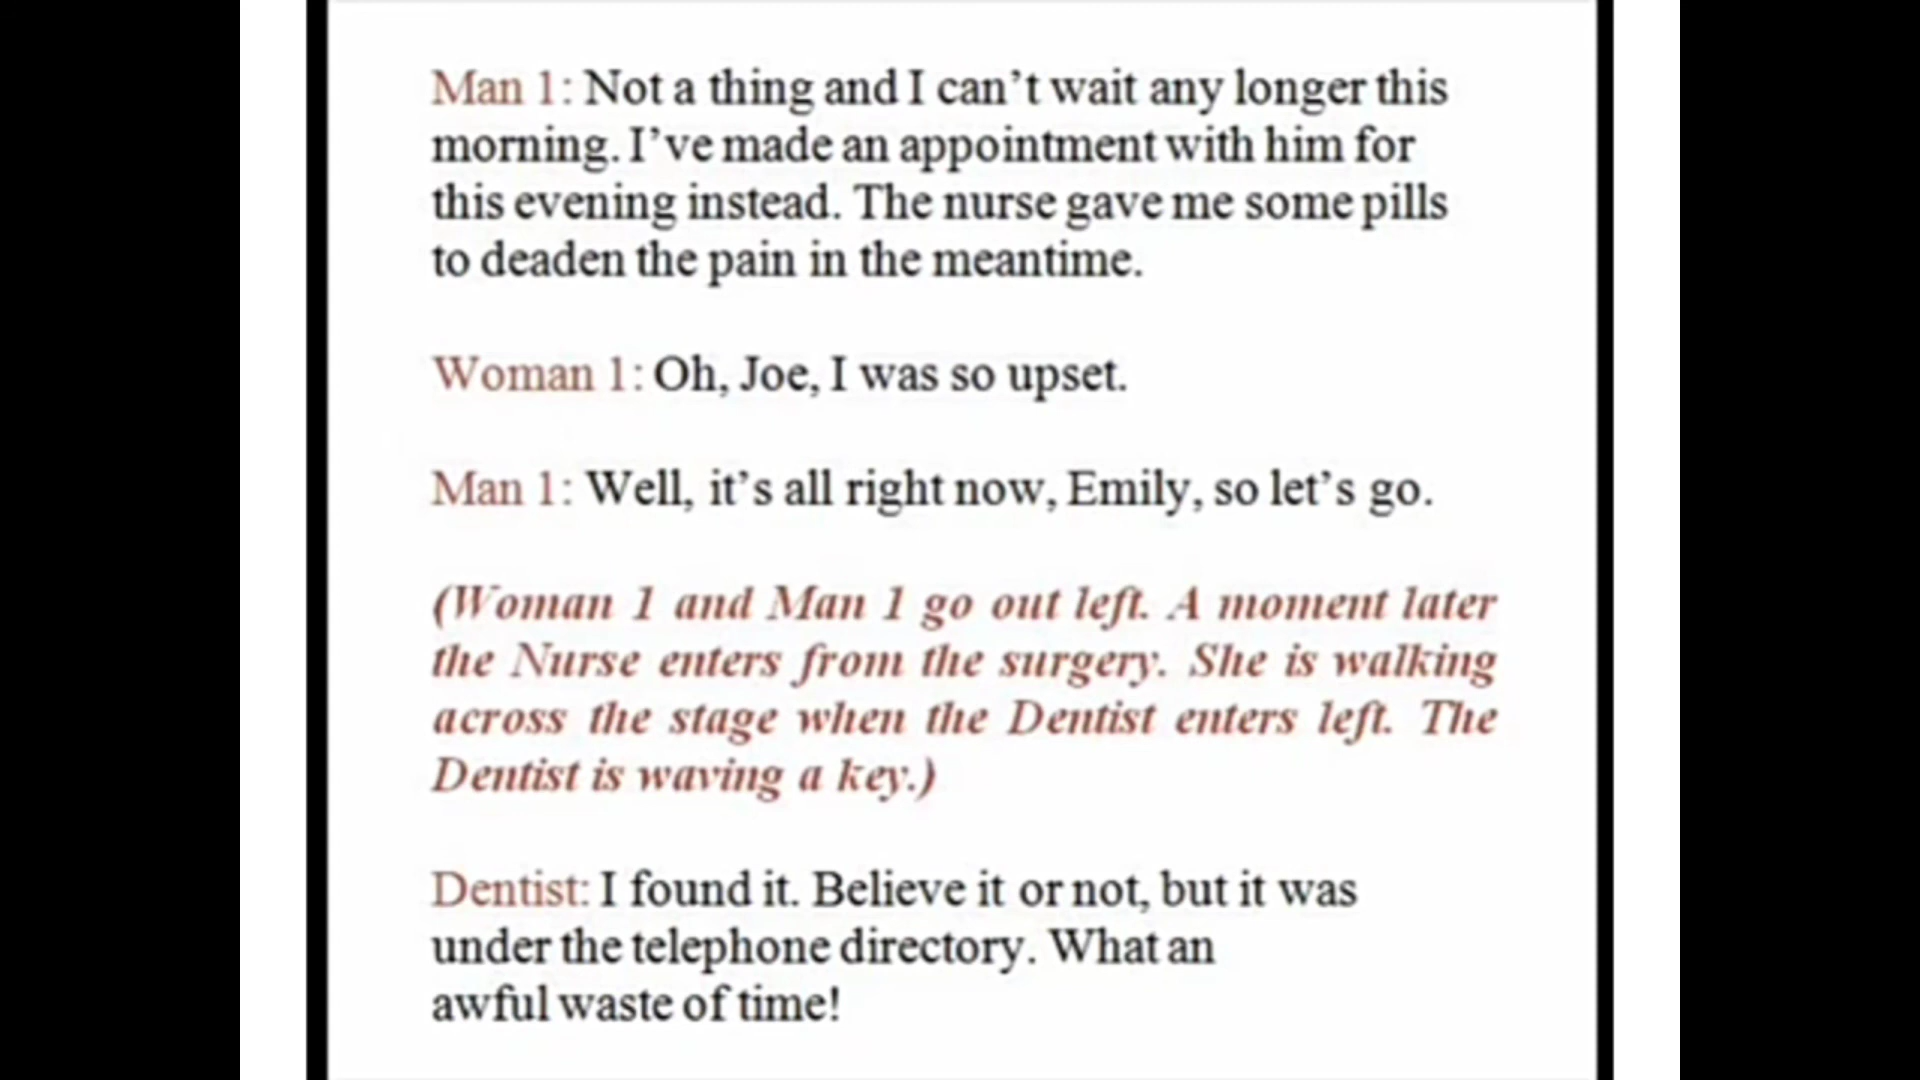 Man 1: Not a thing and I can’t wait any longer this
morning. I’ve made an appointment with him for
this evening instead. The nurse gave me some pills
to deaden the pain in the meantime.
Woman 1: Oh, Joe, I was so upset.
Man 1: Well, it’s all right now, Emily, so let’s go.
(Woman 1 and Man 1 go out left. A moment later
the Nurse enters from the surgery. She is walking
across the stage when the Dentist enters left. The
Dentist is waving a key.)
Dentist: I found it. Believe it or not, but it was
under the telephone directory. What an
awful waste of time!